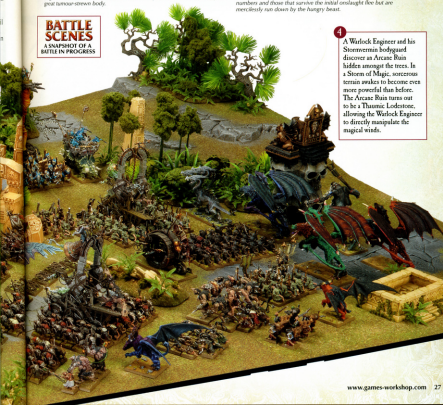 great tumour-strewn body.
numbers and those that survive the initial onslaught flee but are
mercilessly run down by the hungry beast.
BATTLE
SCENES
A SNAPSHOT OF A
BATTLE IN PROGRESS
4
A Warlock Engineer and his
Stormvermin bodyguard
discover an Arcane Ruin
hidden amongst the trees. In
a Storm of Magic, sorcerous
terrain awakes to become even
more powerful than before.
The Arcane Ruin turns out
to be a Thaumic Lodestone,
allowing the Warlock Engineer
to directly manipulate the
magical winds.
www.games-workshop.com 27